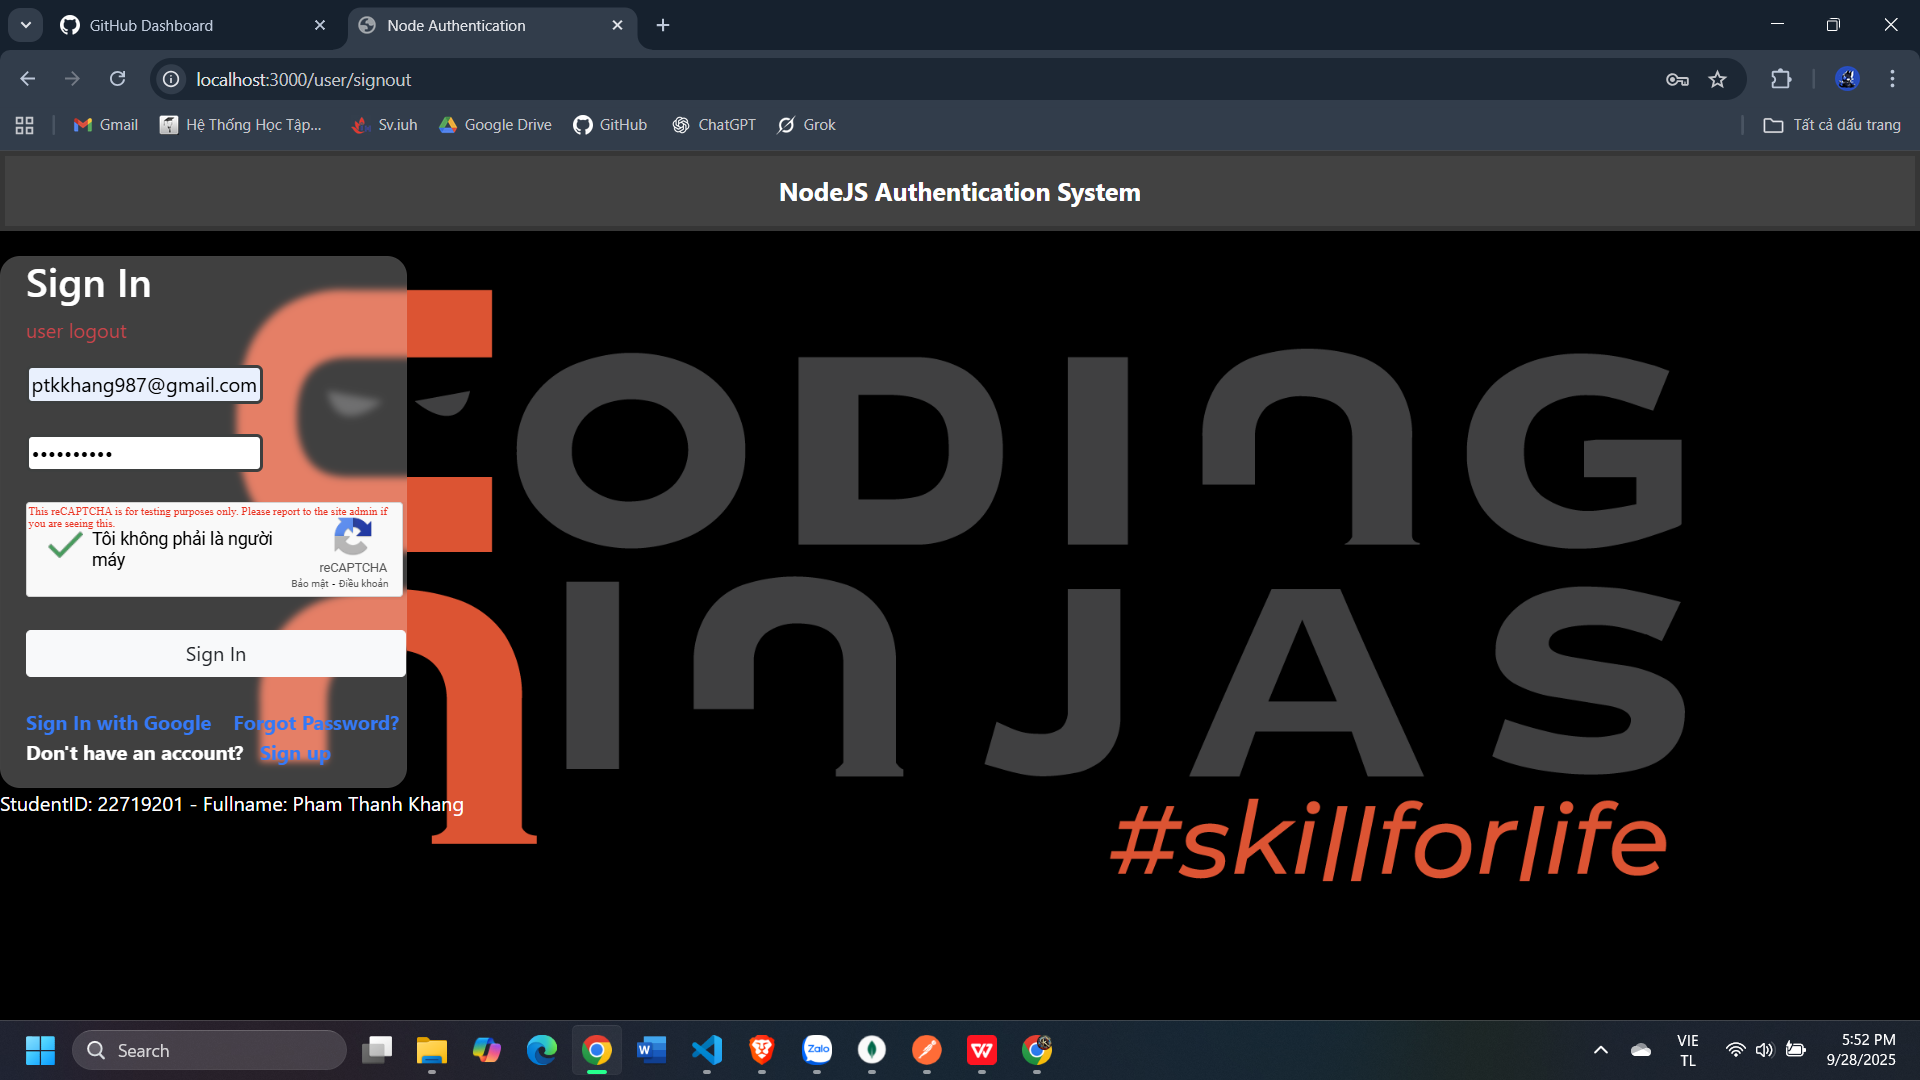 GitHub Dashboard
Node Authentication
localhost:3000/user/signout
Gmail
Hệ Thống Học Tập...
Sv.iuh
Google Drive
GitHub
ChatGPT
Grok
Tất cả dấu trang
NodeJS Authentication System
Sign In
user logout
ptkkhang987@gmail.com
This reCAPTCHA is for testing purposes only. Please report to the site admin if
you are seeing this.
Tôi không phải là người
máy
reCAPTCHA
Bảo mật - Điều khoản
Sign In
Sign In with Google Forgot Password?
Don't have an account? Sign up
StudentID: 22719201 - Fullname: Pham Thanh Khang
CODING
NINJAS
#skillforlife
Search
Zalo
VIE
TL
5:52 PM
9/28/2025